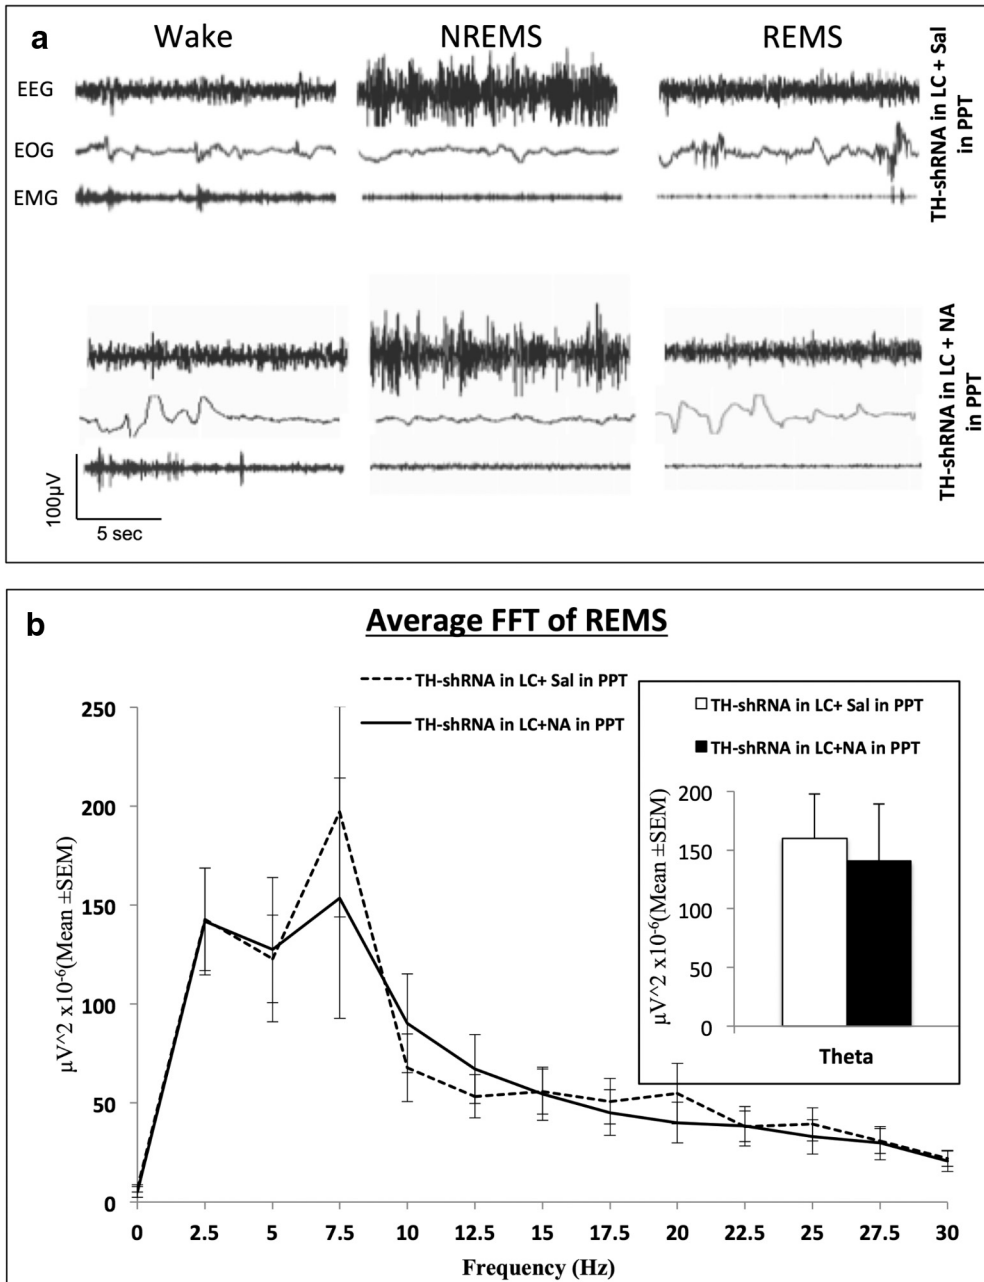 a
Wake NREMS REMS
EEG
EOG
EMG
TH-shRNA in LC + Sal
in PPT
TH-shRNA in LC + NA
in PPT
100µV
5 sec
b
Average FFT of REMS
TH-shRNA in LC+ Sal in PPT
TH-shRNA in LC+NA in PPT
µV^2 x10⁻⁶(Mean ±SEM)
250
200
150
100
50
0
0 2.5 5 7.5 10 12.5 15 17.5 20 22.5 25 27.5 30
Frequency (Hz)
TH-shRNA in LC+ Sal in PPT
TH-shRNA in LC+NA in PPT
µV^2 x10⁻⁶(Mean ±SEM)
200
150
100
50
0
Theta